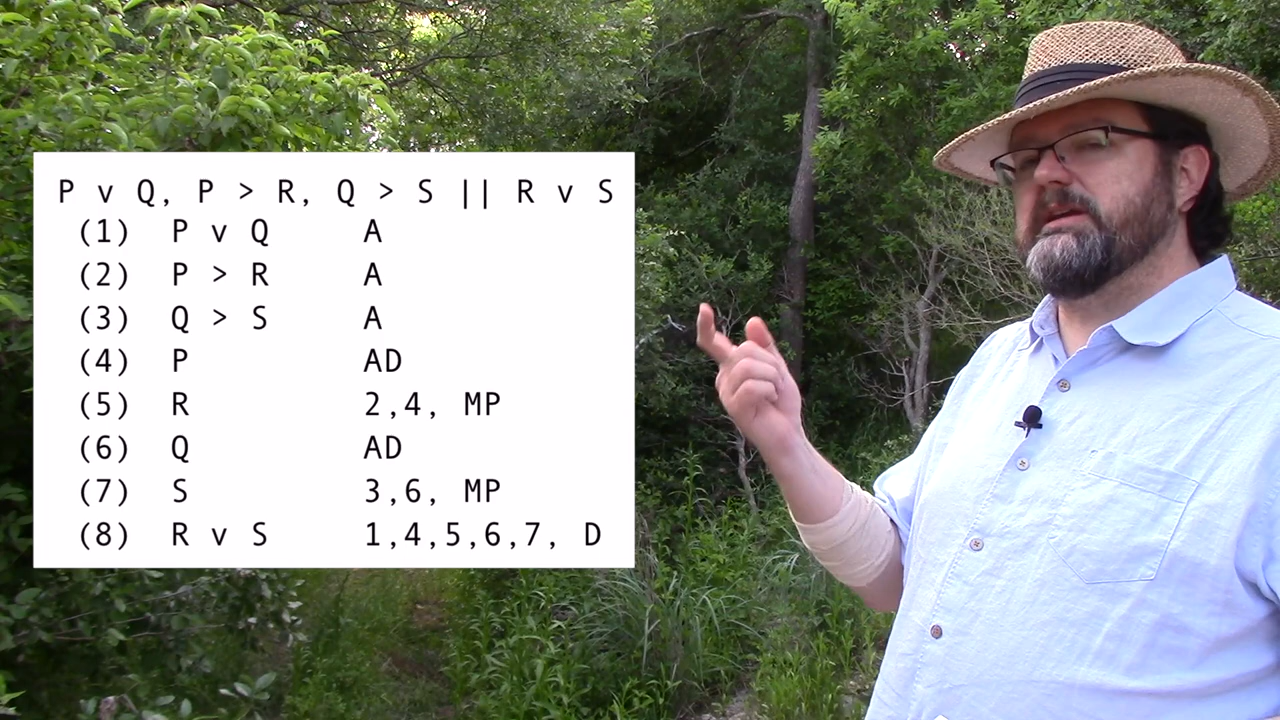 P v Q, P > R, Q > S || R v S
(1) P v Q A
(2) P > R A
(3) Q > S A
(4) P AD
(5) R 2,4, MP
(6) Q AD
(7) S 3,6, MP
(8) R v S 1,4,5,6,7, D